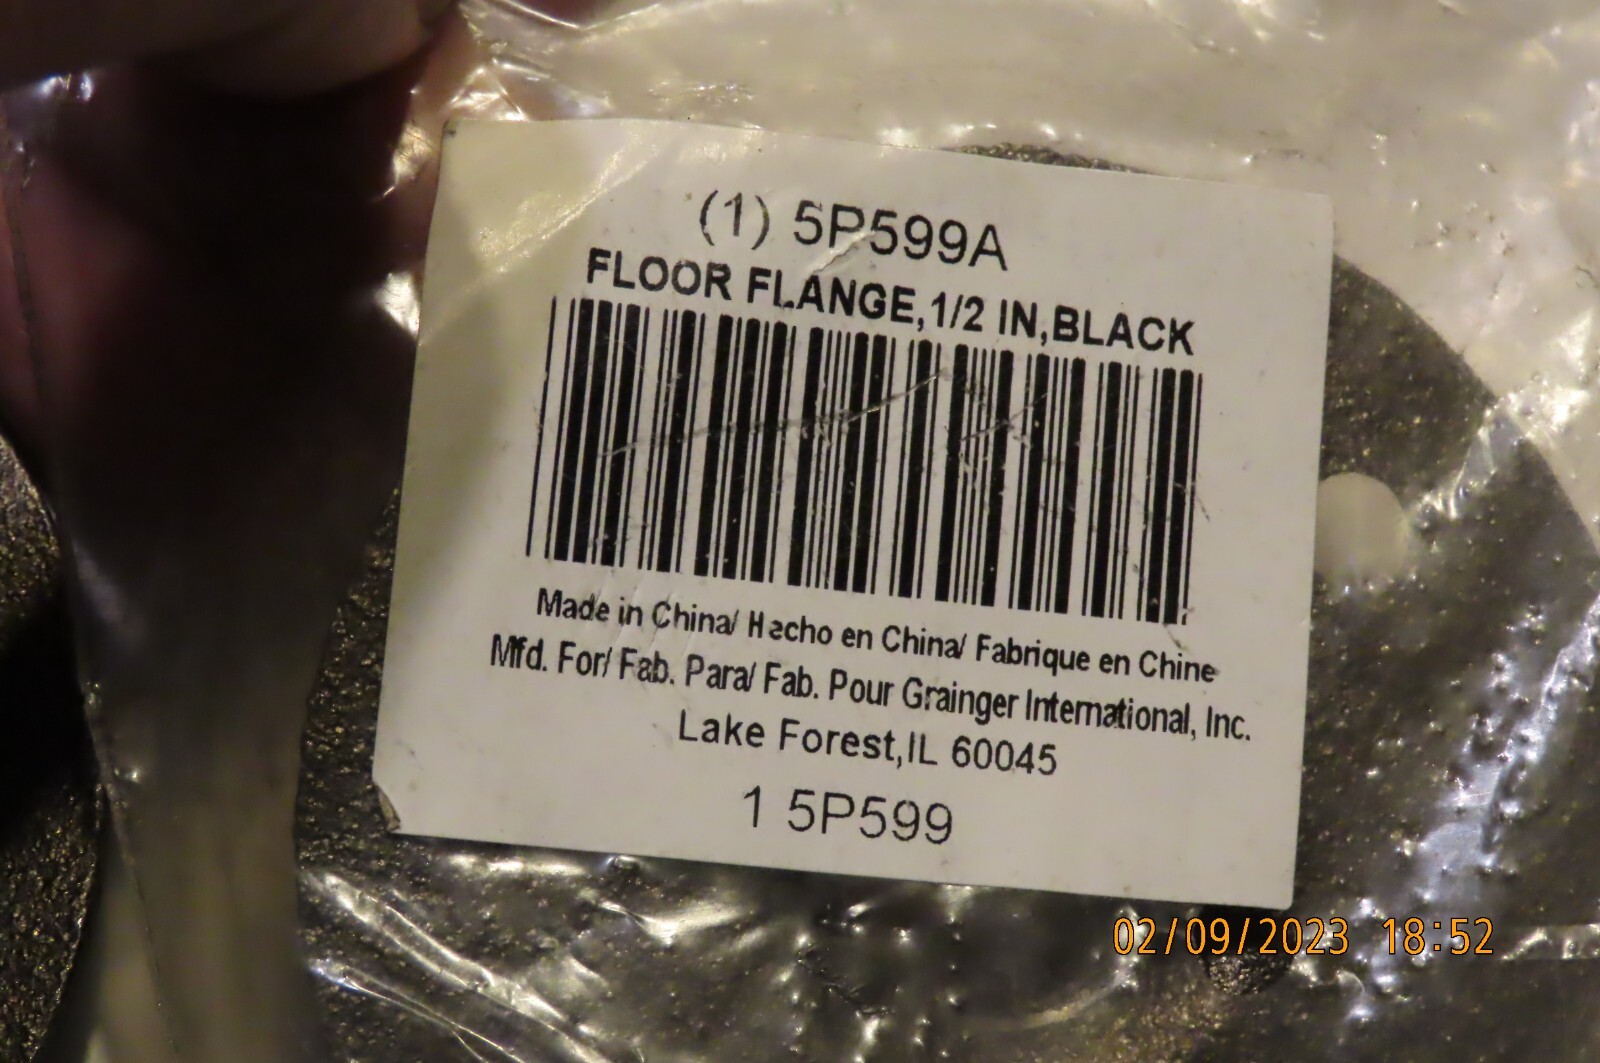 (1) 5P599A
FLOOR FLANGE,1/2 IN,BLACK
Made in China/ Hecho en China/ Fabrique en Chine
Mfd. For/ Fab. Para/ Fab. Pour Grainger International, Inc.
Lake Forest,IL 60045
1 5P599
02/09/2023 18:52